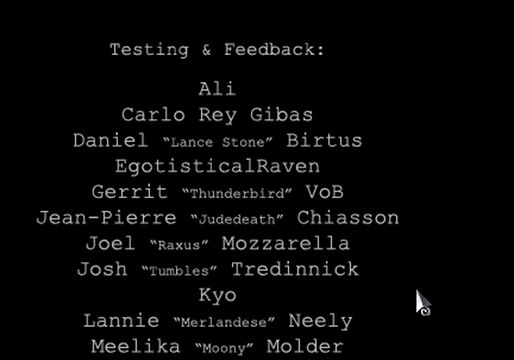 Testing & Feedback:
Ali
Carlo Rey Gibas
Daniel “Lance Stone” Birtus
EgotisticalRaven
Gerrit “Thunderbird” VoB
Jean-Pierre “Judedeath” Chiasson
Joel “Raxus” Mozzarella
Josh “Tumbles” Tredinnick
Kyo
Lannie “Merlandese” Neely
Meelika “Moony” Molder